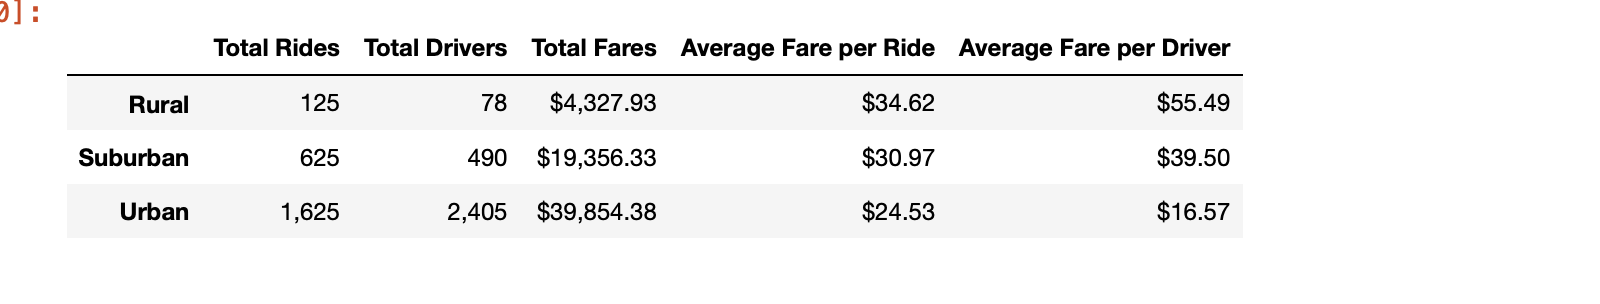 ]:
Total Rides Total Drivers Total Fares Average Fare per Ride Average Fare per Driver
Rural 125 78 $4,327.93 $34.62 $55.49
Suburban 625 490 $19,356.33 $30.97 $39.50
Urban 1,625 2,405 $39,854.38 $24.53 $16.57